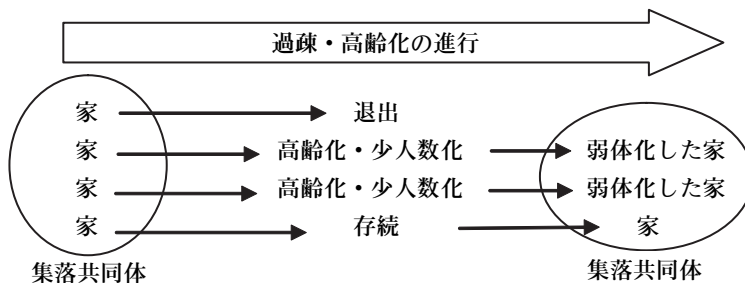 過疎・高齢化の進行
家 退出
家 高齢化・少人数化 弱体化した家
家 高齢化・少人数化 弱体化した家
家 存続 家
集落共同体 集落共同体